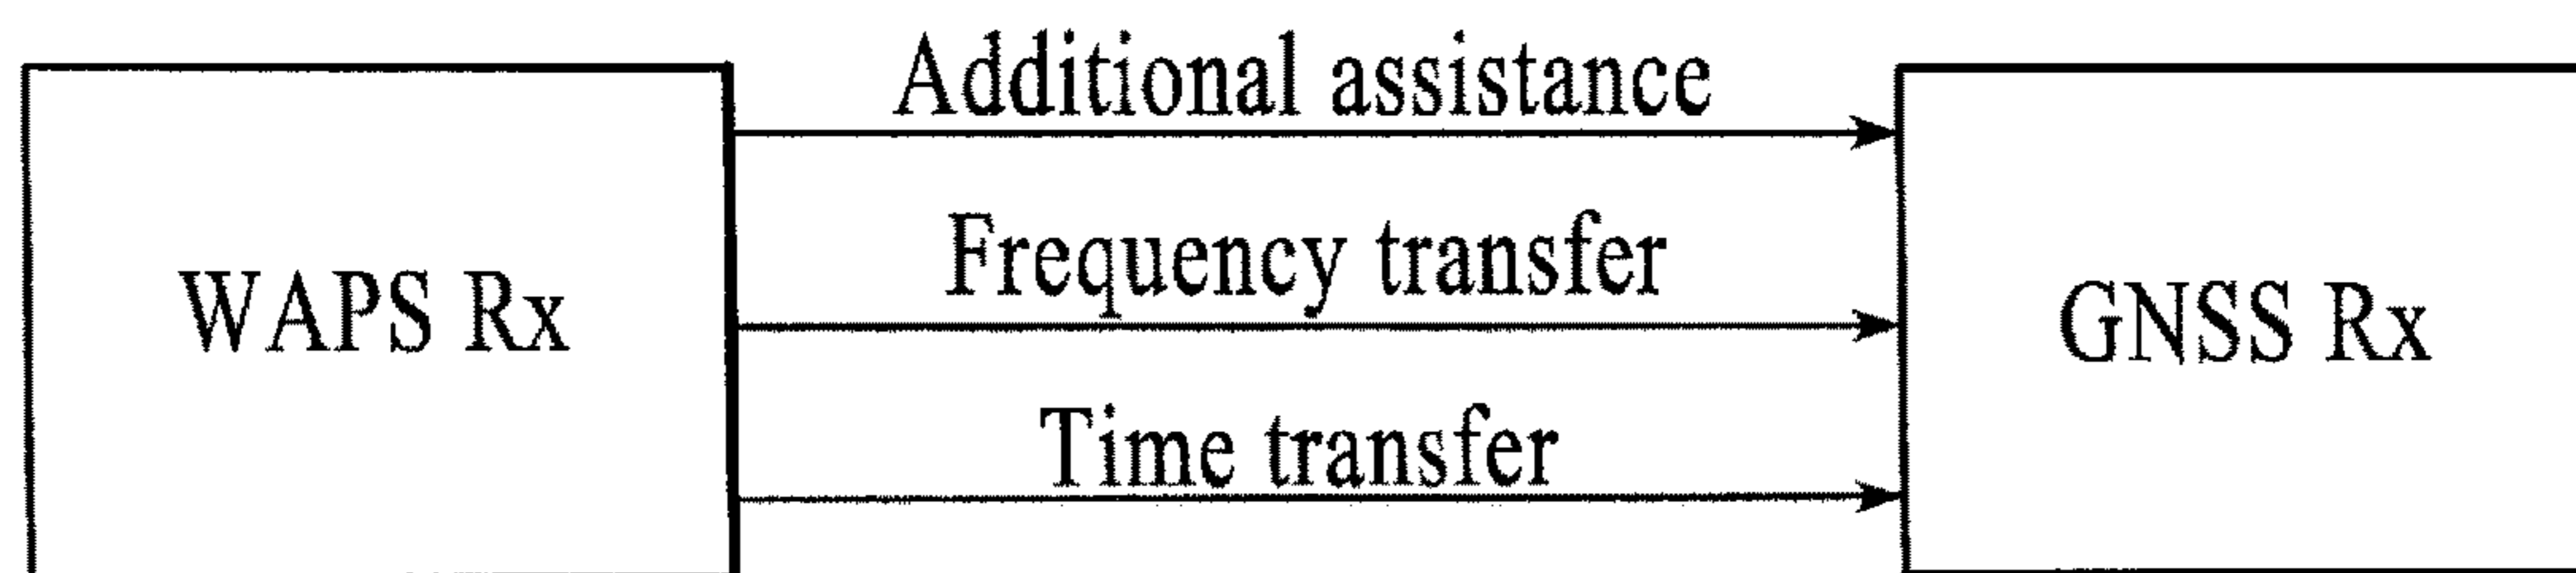 Additional assistance
Frequency transfer
WAPS Rx
GNSS Rx
Time transfer